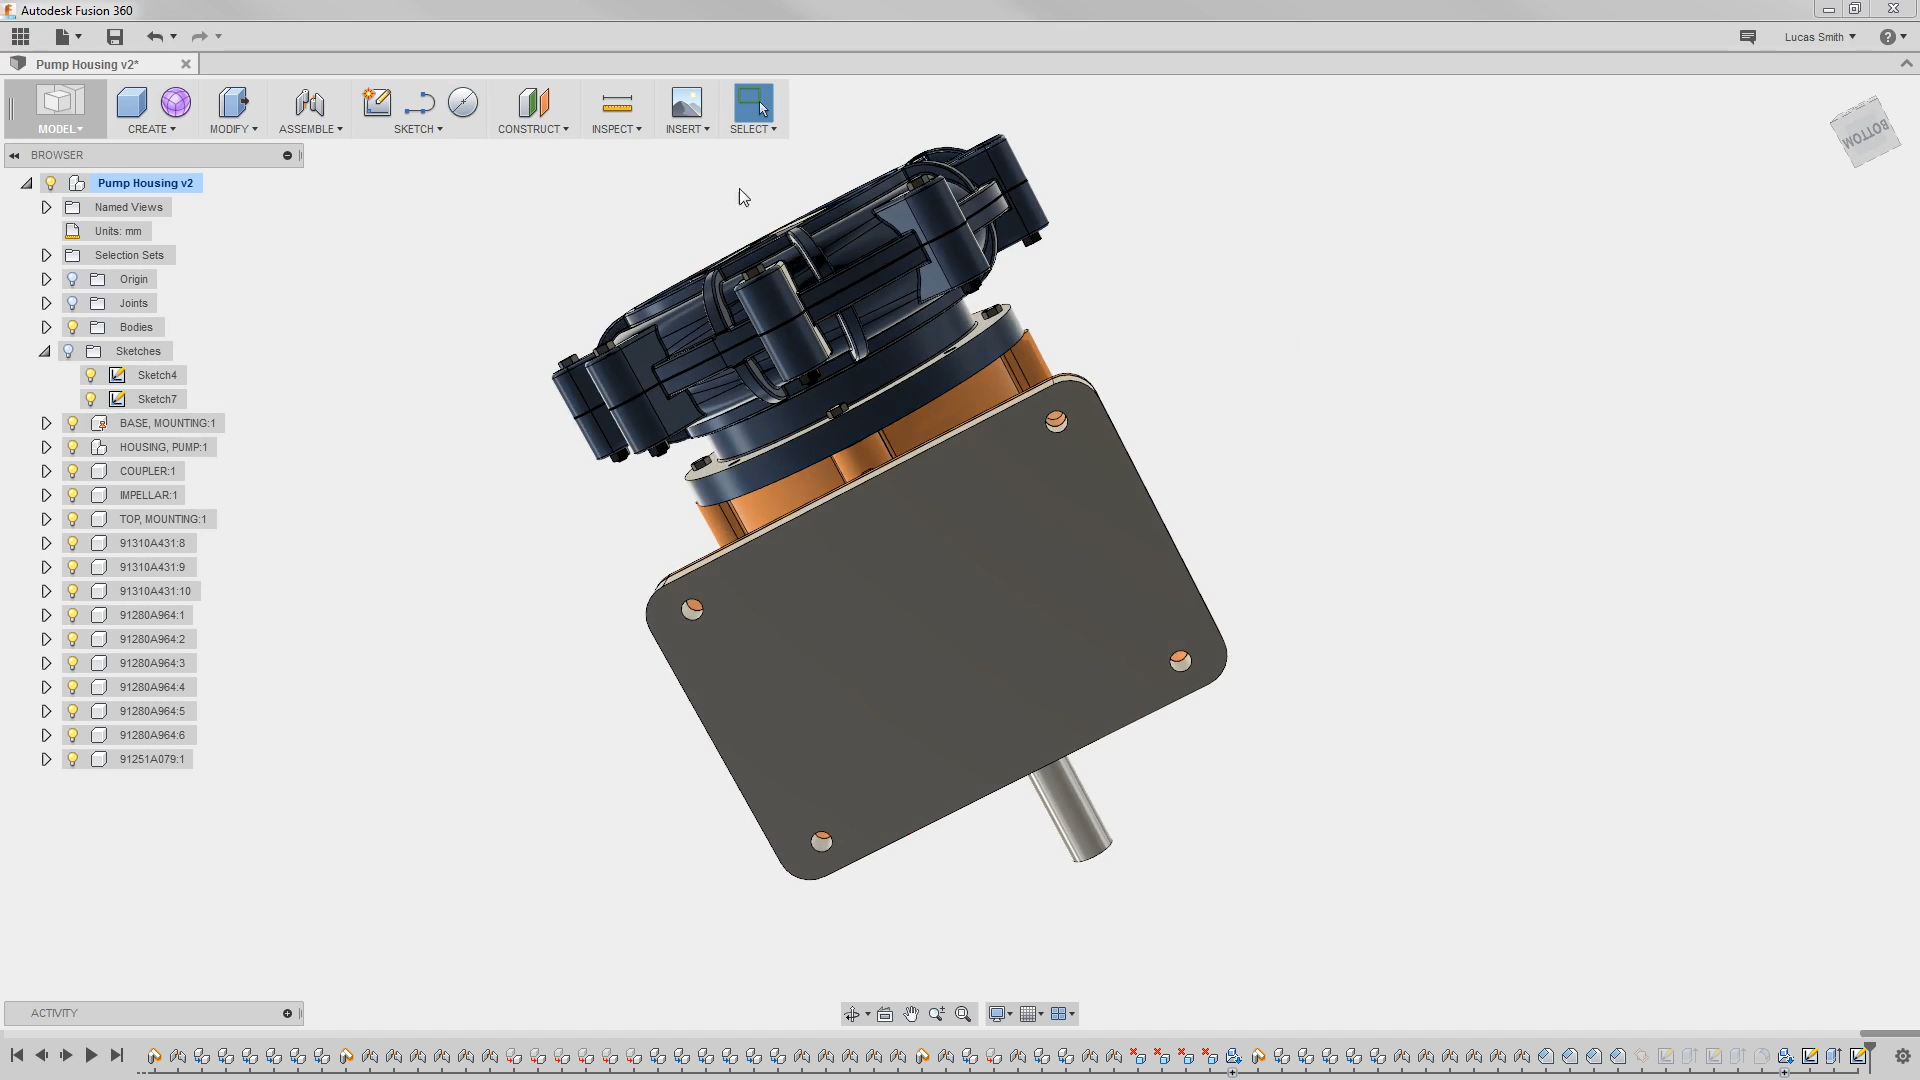 Autodesk Fusion 360
Lucas Smith
Pump Housing v2*
MODEL
CREATE
MODIFY
ASSEMBLE
SKETCH
CONSTRUCT
INSPECT
INSERT
SELECT
BOTTOM
BROWSER
Pump Housing v2
Named Views
Units: mm
Selection Sets
Origin
Joints
Bodies
Sketches
Sketch4
Sketch7
BASE, MOUNTING:1
HOUSING, PUMP:1
COUPLER:1
IMPELLAR:1
TOP, MOUNTING:1
91310A431:8
91310A431:9
91310A431:10
91280A964:1
91280A964:2
91280A964:3
91280A964:4
91280A964:5
91280A964:6
91251A079:1
ACTIVITY